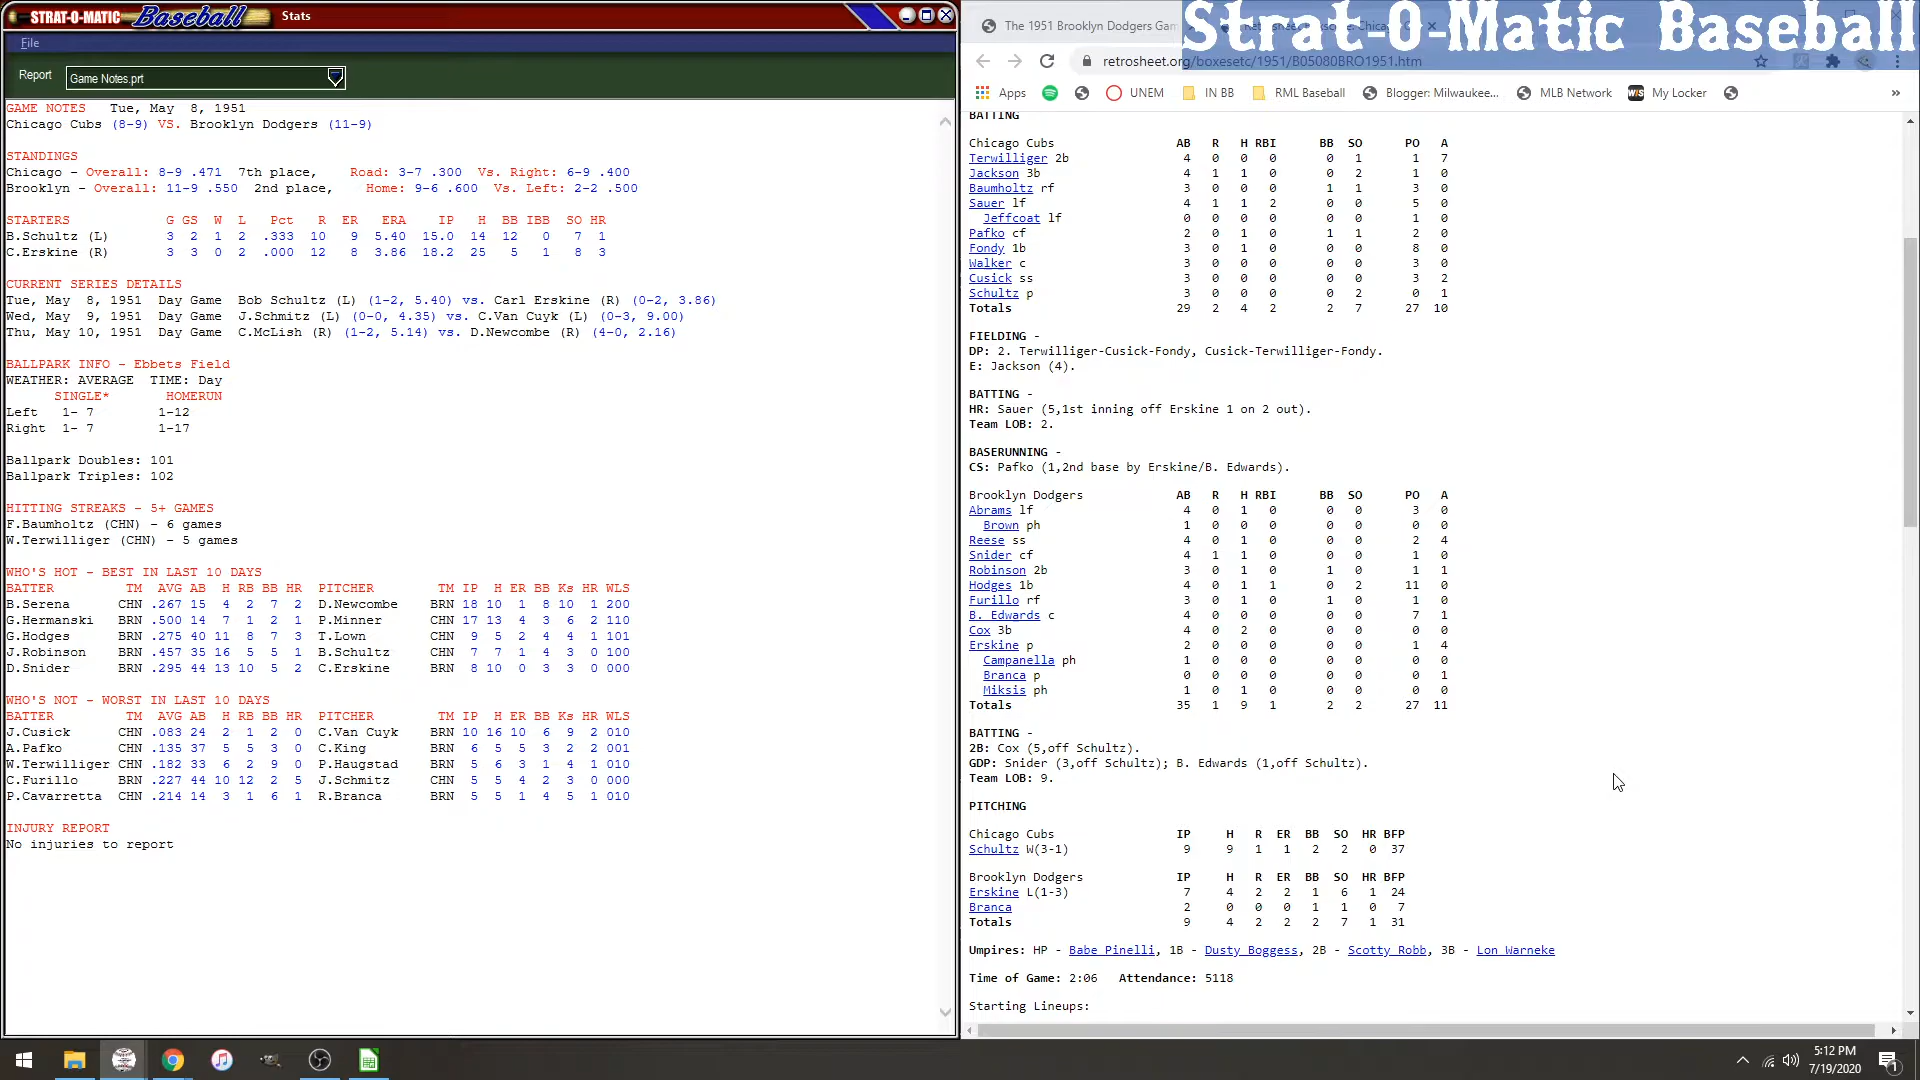 STRAT-O-MATIC Baseball Stats
File
Report Game Notes.prt
GAME NOTES Tue, May 8, 1951
Chicago Cubs (8-9) VS. Brooklyn Dodgers (11-9)
STANDINGS
Chicago - Overall: 8-9 .471 7th place, Road: 3-7 .300 Vs. Right: 6-9 .400
Brooklyn - Overall: 11-9 .550 2nd place, Home: 9-6 .600 Vs. Left: 2-2 .500
STARTERS G GS W L Pct R ER ERA IP H BB IBB SO HR
B.Schultz (L) 3 2 1 2 .333 10 9 5.40 15.0 14 12 0 7 1
C.Erskine (R) 3 3 0 2 .000 12 8 3.86 18.2 25 5 1 8 3
CURRENT SERIES DETAILS
Tue, May 8, 1951 Day Game Bob Schultz (L) (1-2, 5.40) vs. Carl Erskine (R) (0-2, 3.86)
Wed, May 9, 1951 Day Game J.Schmitz (L) (0-0, 4.35) vs. C.Van Cuyk (L) (0-3, 9.00)
Thu, May 10, 1951 Day Game C.McLish (R) (1-2, 5.14) vs. D.Newcombe (R) (4-0, 2.16)
BALLPARK INFO - Ebbets Field
WEATHER: AVERAGE TIME: Day
SINGLE* HOMERUN
Left 1- 7 1-12
Right 1- 7 1-17
Ballpark Doubles: 101
Ballpark Triples: 102
HITTING STREAKS - 5+ GAMES
F.Baumholtz (CHN) - 6 games
W.Terwilliger (CHN) - 5 games
WHO'S HOT - BEST IN LAST 10 DAYS
BATTER TM AVG AB H RB BB HR PITCHER TM IP H ER BB Ks HR WLS
B.Serena CHN .267 15 4 2 7 2 D.Newcombe BRN 18 10 1 8 10 1 200
G.Hermanski BRN .500 14 7 1 2 1 P.Minner CHN 17 13 4 3 6 2 110
G.Hodges BRN .275 40 11 8 7 3 T.Lown CHN 9 5 2 4 4 1 101
J.Robinson BRN .457 35 16 5 5 1 B.Schultz CHN 7 7 1 4 3 0 100
D.Snider BRN .295 44 13 10 5 2 C.Erskine BRN 8 10 0 3 3 0 000
WHO'S NOT - WORST IN LAST 10 DAYS
BATTER TM AVG AB H RB BB HR PITCHER TM IP H ER BB Ks HR WLS
J.Cusick CHN .083 24 2 1 2 0 C.Van Cuyk BRN 10 16 10 6 9 2 010
A.Pafko CHN .135 37 5 5 3 0 C.King BRN 6 5 5 3 2 2 001
W.Terwilliger CHN .182 33 6 2 9 0 P.Haugstad BRN 5 6 3 1 4 1 010
C.Furillo BRN .227 44 10 12 2 5 J.Schmitz CHN 5 5 4 2 3 0 000
P.Cavarretta CHN .214 14 3 1 6 1 R.Branca BRN 5 5 1 4 5 1 010
INJURY REPORT
No injuries to report
The 1951 Brooklyn Dodgers Gam
Strat-O-Matic Baseball
retrosheet.org/boxesetc/1951/B05080BRO1951.htm
Apps UNEM IN BB RML Baseball Blogger: Milwaukee... MLB Network My Locker »
BATTING
Chicago Cubs AB R H RBI BB SO PO A
Terwilliger 2b 4 0 0 0 0 1 1 7
Jackson 3b 4 1 1 0 0 2 1 0
Baumholtz rf 3 0 0 0 1 1 3 0
Sauer lf 4 1 1 2 0 0 5 0
Jeffcoat lf 0 0 0 0 0 0 1 0
Pafko cf 2 0 1 0 1 1 2 0
Fondy 1b 3 0 1 0 0 0 8 0
Walker c 3 0 0 0 0 0 3 0
Cusick ss 3 0 0 0 0 0 3 2
Schultz p 3 0 0 0 0 2 0 1
Totals 29 2 4 2 2 7 27 10
FIELDING -
DP: 2. Terwilliger-Cusick-Fondy, Cusick-Terwilliger-Fondy.
E: Jackson (4).
BATTING -
HR: Sauer (5,1st inning off Erskine 1 on 2 out).
Team LOB: 2.
BASERUNNING -
CS: Pafko (1,2nd base by Erskine/B. Edwards).
Brooklyn Dodgers AB R H RBI BB SO PO A
Abrams lf 4 0 1 0 0 0 3 0
Brown ph 1 0 0 0 0 0 0 0
Reese ss 4 0 1 0 0 0 2 4
Snider cf 4 1 1 0 0 0 1 0
Robinson 2b 3 0 1 0 1 0 1 1
Hodges 1b 4 0 1 1 0 2 11 0
Furillo rf 3 0 1 0 1 0 1 0
B. Edwards c 4 0 0 0 0 0 7 1
Cox 3b 4 0 2 0 0 0 0 0
Erskine p 2 0 0 0 0 0 1 4
Campanella ph 1 0 0 0 0 0 0 0
Branca p 0 0 0 0 0 0 0 1
Miksis ph 1 0 1 0 0 0 0 0
Totals 35 1 9 1 2 2 27 11
BATTING -
2B: Cox (5,off Schultz).
GDP: Snider (3,off Schultz); B. Edwards (1,off Schultz).
Team LOB: 9.
PITCHING
Chicago Cubs IP H R ER BB SO HR BFP
Schultz W(3-1) 9 9 1 1 2 2 0 37
Brooklyn Dodgers IP H R ER BB SO HR BFP
Erskine L(1-3) 7 4 2 2 1 6 1 24
Branca 2 0 0 0 1 1 0 7
Totals 9 4 2 2 2 7 1 31
Umpires: HP - Babe Pinelli, 1B - Dusty Boggess, 2B - Scotty Robb, 3B - Lon Warneke
Time of Game: 2:06 Attendance: 5118
Starting Lineups:
5:12 PM
7/19/2020